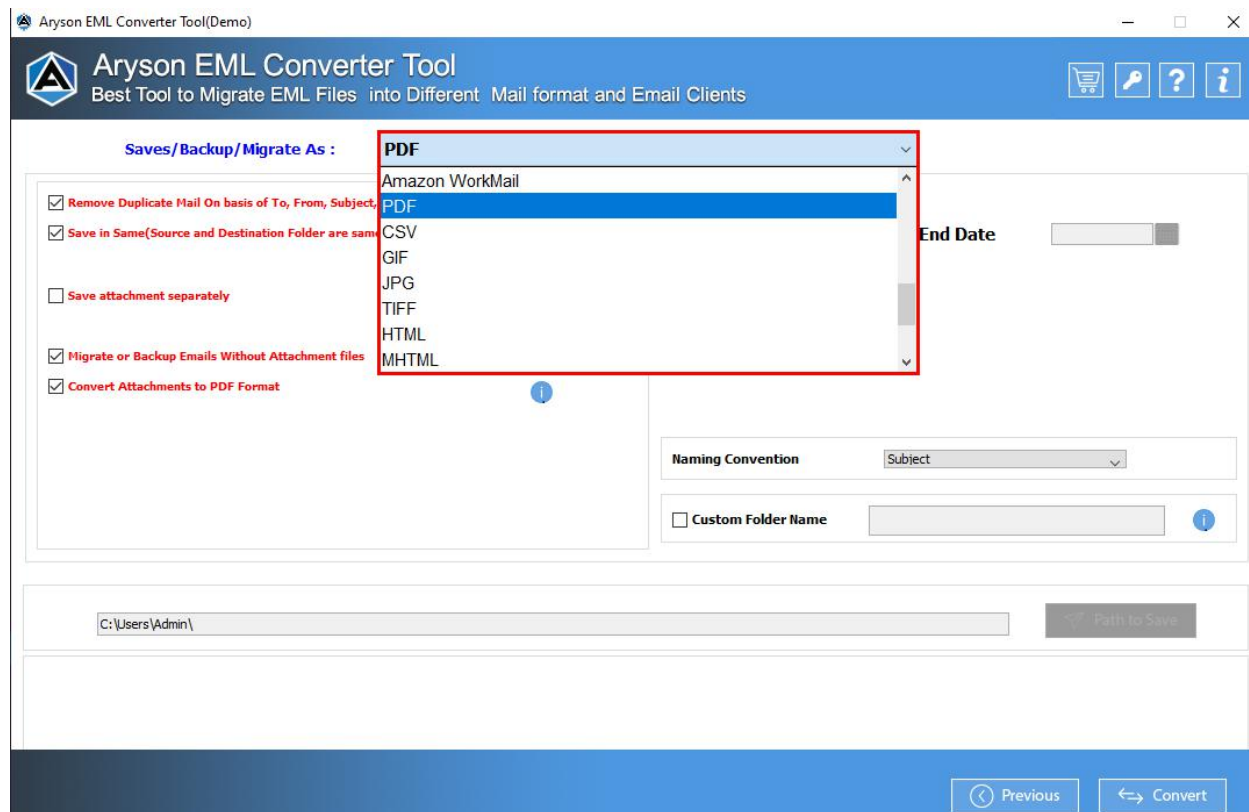 Aryson EML Converter Tool(Demo)
Aryson EML Converter Tool
Best Tool to Migrate EML Files into Different Mail format and Email Clients
Saves/Backup/Migrate As :
PDF
Amazon WorkMail
PDF
CSV
GIF
JPG
TIFF
HTML
MHTML
Remove Duplicate Mail On basis of To, From, Subject,
Save in Same(Source and Destination Folder are same
Save attachment separately
Migrate or Backup Emails Without Attachment files
Convert Attachments to PDF Format
End Date
Naming Convention
Subject
Custom Folder Name
C:\Users\Admin\
Path to Save
Previous
Convert